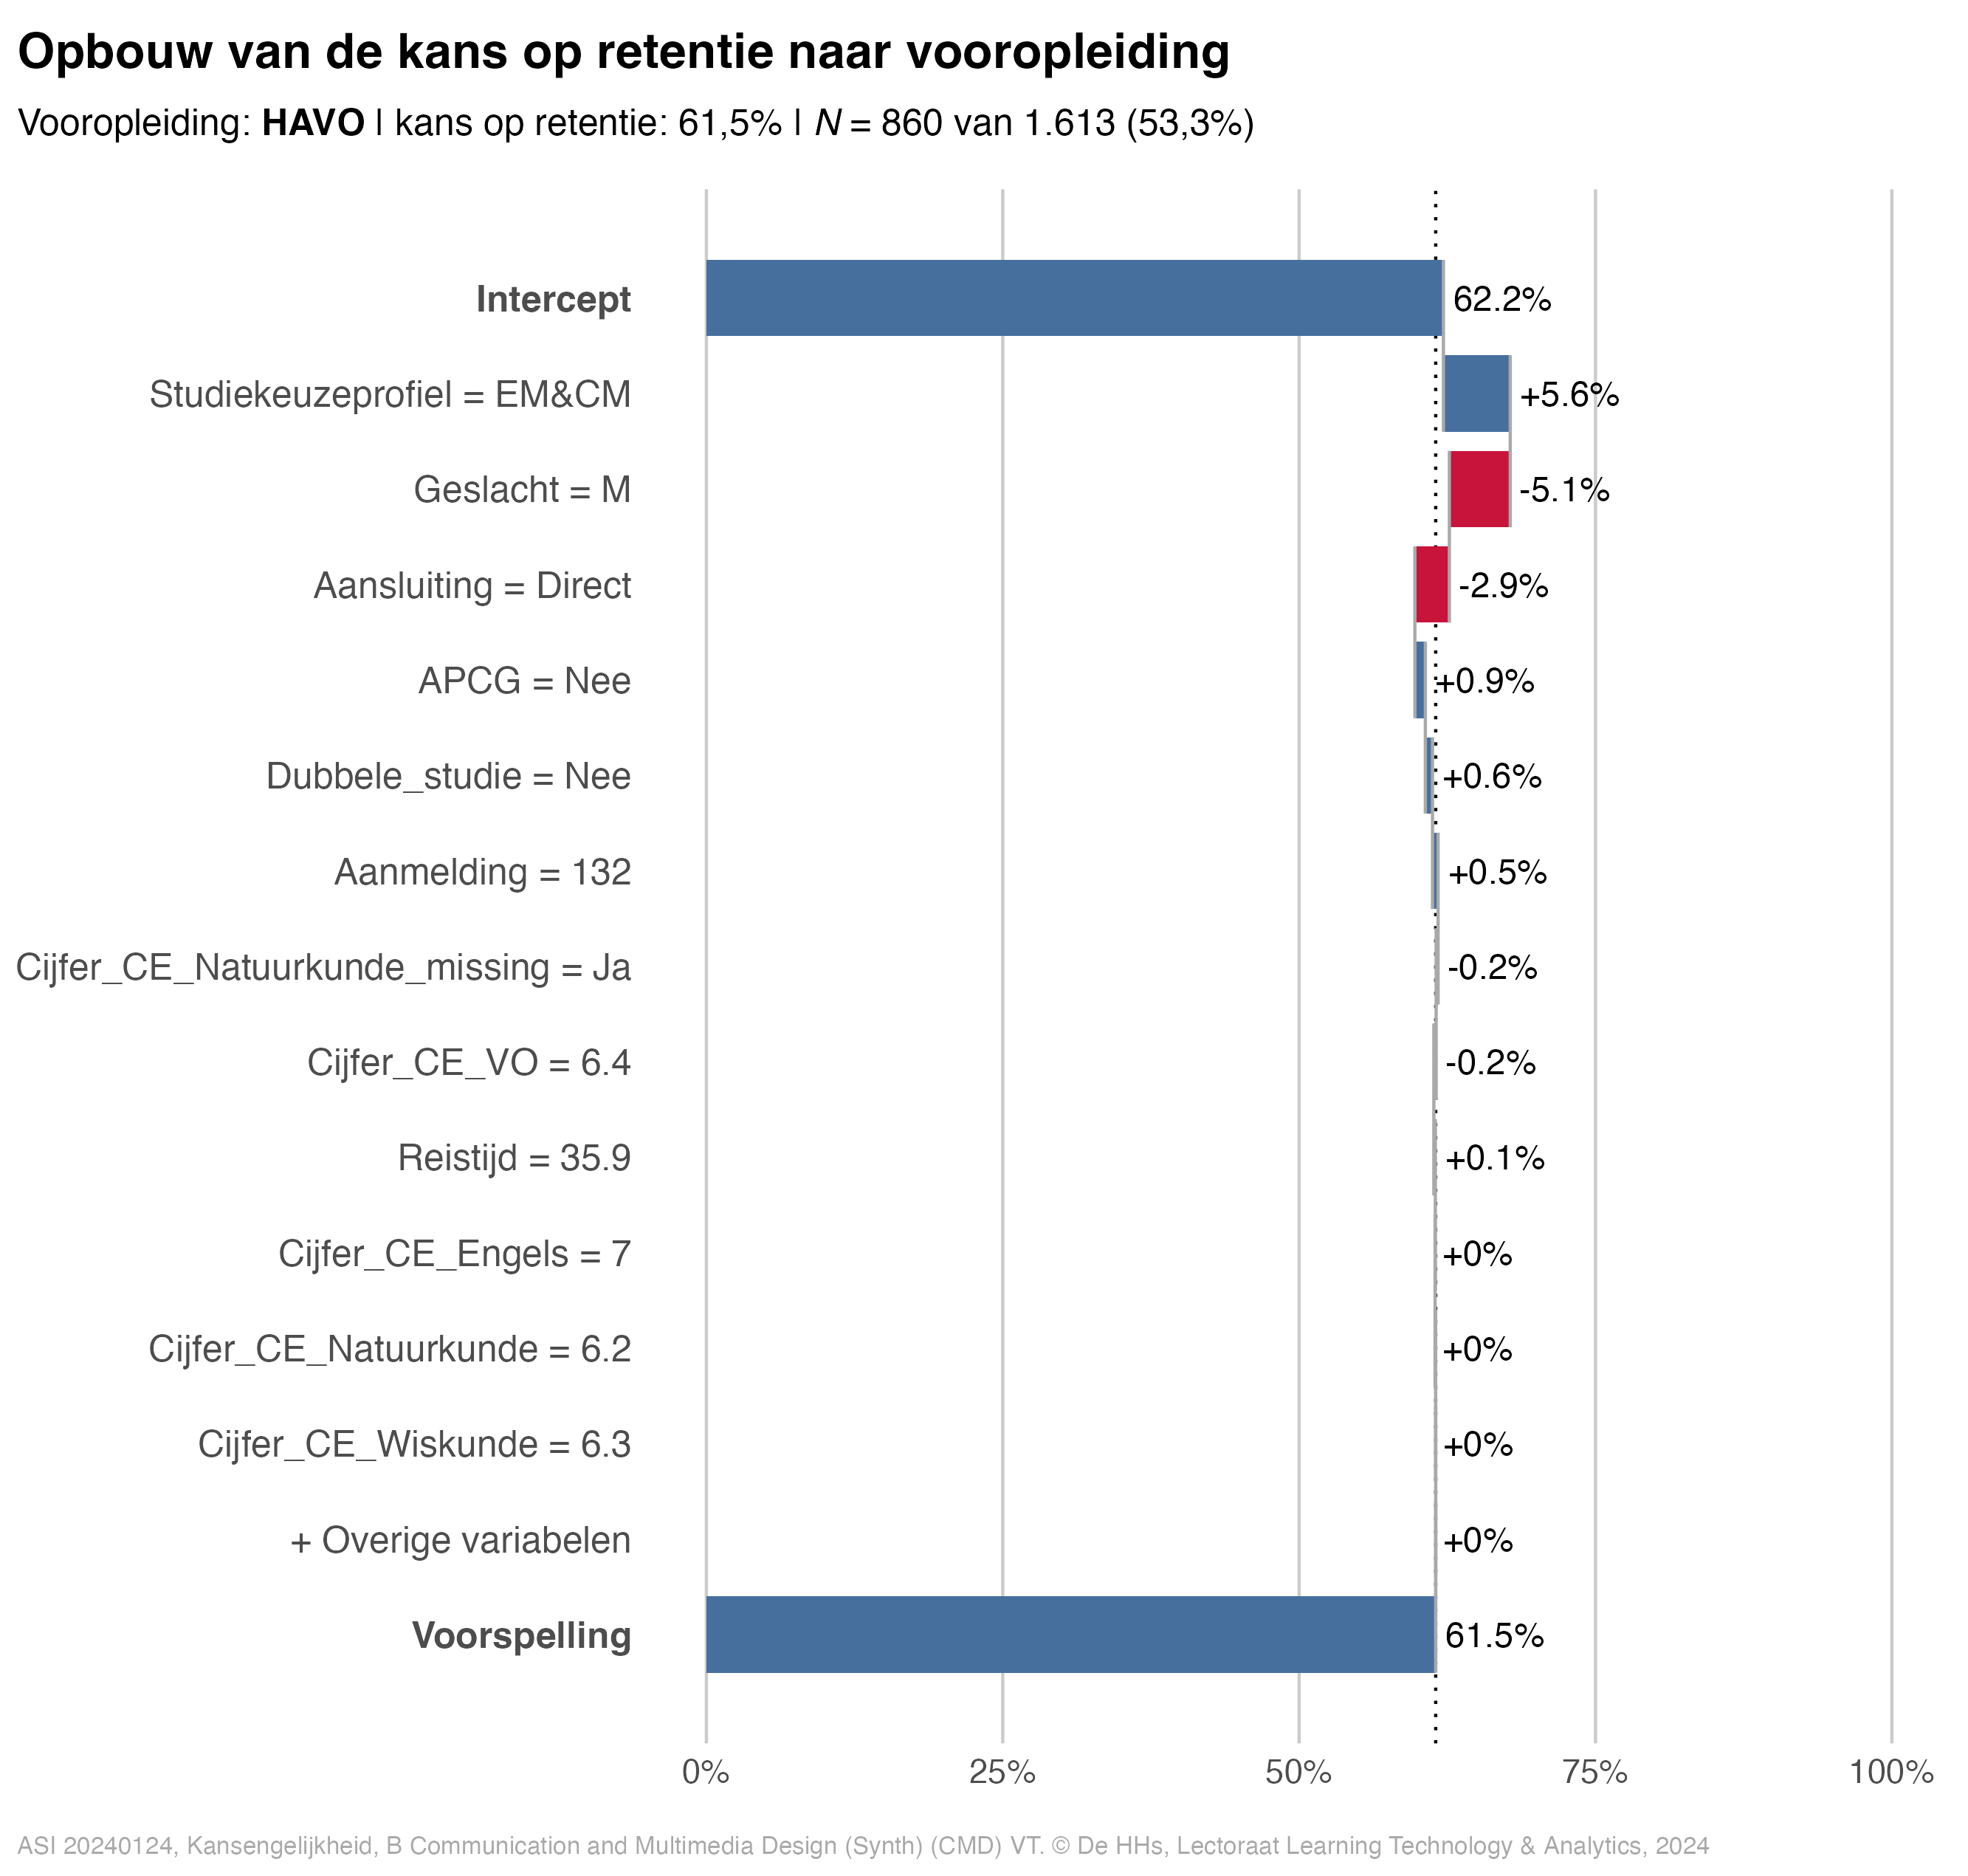 Opbouw van de kans op retentie naar vooropleiding
Vooropleiding: HAVO | kans op retentie: 61,5% | N = 860 van 1.613 (53,3%)
Intercept 62.2%
Studiekeuzeprofiel = EM&CM +5.6%
Geslacht = M -5.1%
Aansluiting = Direct -2.9%
APCG = Nee +0.9%
Dubbele_studie = Nee +0.6%
Aanmelding = 132 +0.5%
Cijfer_CE_Natuurkunde_missing = Ja -0.2%
Cijfer_CE_VO = 6.4 -0.2%
Reistijd = 35.9 +0.1%
Cijfer_CE_Engels = 7 +0%
Cijfer_CE_Natuurkunde = 6.2 +0%
Cijfer_CE_Wiskunde = 6.3 +0%
+ Overige variabelen +0%
Voorspelling 61.5%
0% 25% 50% 75% 100%
ASI 20240124, Kansengelijkheid, B Communication and Multimedia Design (Synth) (CMD) VT. © De HHs, Lectoraat Learning Technology & Analytics, 2024